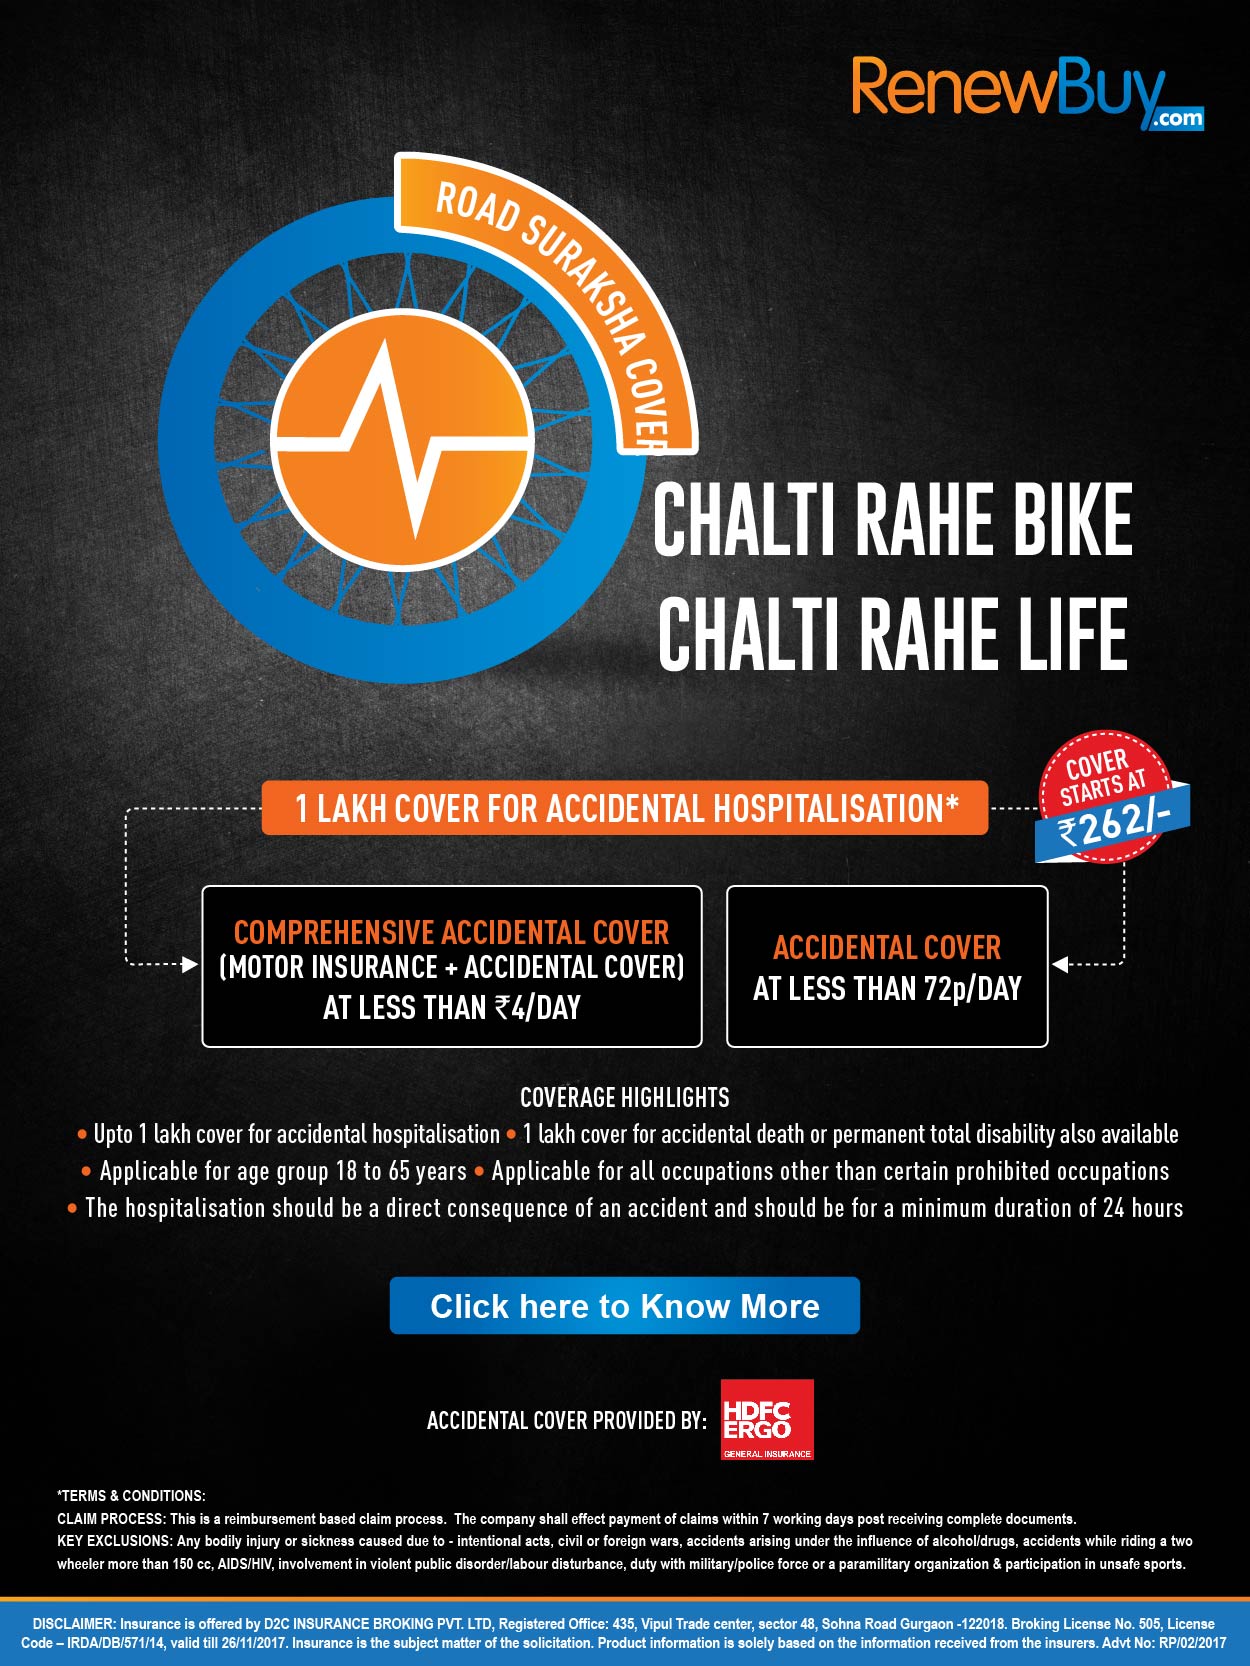 RenewBuy
.com
ROAD SURAKSHA COVER
CHALTI RAHE BIKE
CHALTI RAHE LIFE
COVER
STARTS AT
₹262/-
1 LAKH COVER FOR ACCIDENTAL HOSPITALISATION*
COMPREHENSIVE ACCIDENTAL COVER
(MOTOR INSURANCE + ACCIDENTAL COVER)
AT LESS THAN ₹4/DAY
ACCIDENTAL COVER
AT LESS THAN 72p/DAY
COVERAGE HIGHLIGHTS
• Upto 1 lakh cover for accidental hospitalisation • 1 lakh cover for accidental death or permanent total disability also available
• Applicable for age group 18 to 65 years • Applicable for all occupations other than certain prohibited occupations
• The hospitalisation should be a direct consequence of an accident and should be for a minimum duration of 24 hours
Click here to Know More
ACCIDENTAL COVER PROVIDED BY:
HDFC
ERGO
GENERAL INSURANCE
*TERMS & CONDITIONS:
CLAIM PROCESS: This is a reimbursement based claim process. The company shall effect payment of claims within 7 working days post receiving complete documents.
KEY EXCLUSIONS: Any bodily injury or sickness caused due to - intentional acts, civil or foreign wars, accidents arising under the influence of alcohol/drugs, accidents while riding a two
wheeler more than 150 cc, AIDS/HIV, involvement in violent public disorder/labour disturbance, duty with military/police force or a paramilitary organization & participation in unsafe sports.
DISCLAIMER: Insurance is offered by D2C INSURANCE BROKING PVT. LTD, Registered Office: 435, Vipul Trade center, sector 48, Sohna Road Gurgaon -122018. Broking License No. 505, License
Code – IRDA/DB/571/14, valid till 26/11/2017. Insurance is the subject matter of the solicitation. Product information is solely based on the information received from the insurers. Advt No: RP/02/2017